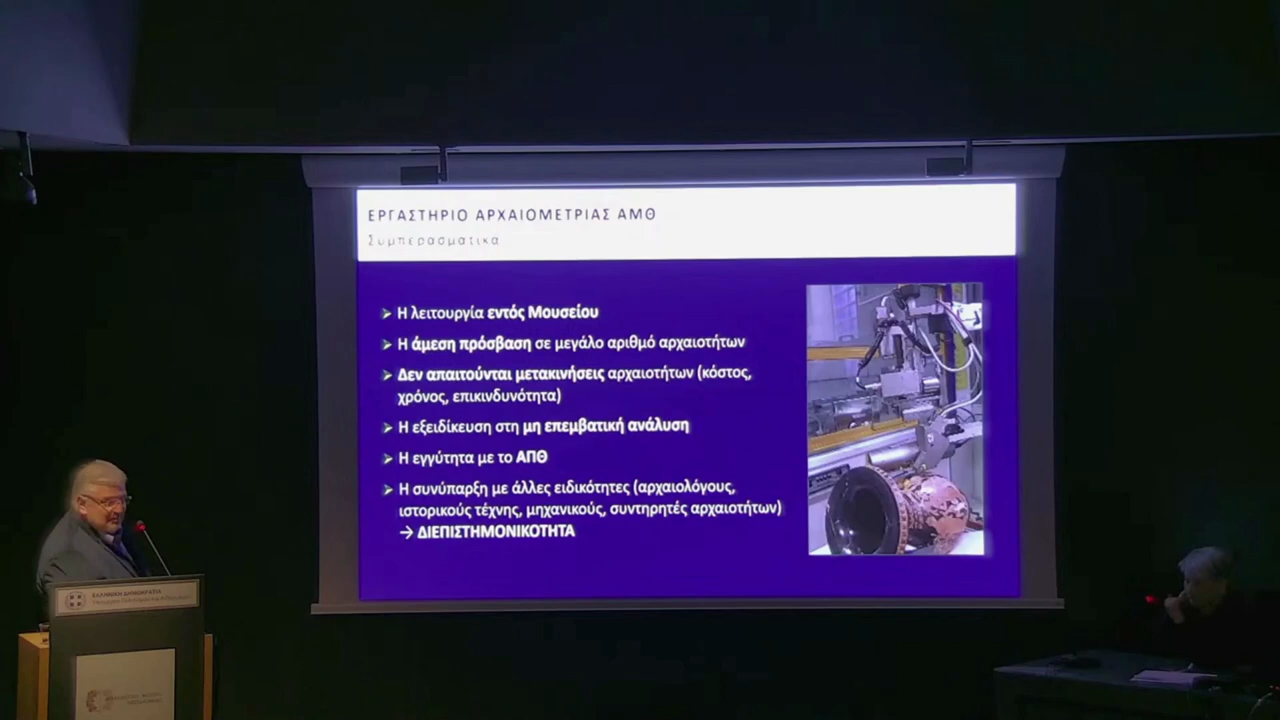 ΕΡΓΑΣΤΗΡΙΟ ΑΡΧΑΙΟΜΕΤΡΙΑΣ ΑΜΘ
Συμπερασματικα
➢ Η λειτουργία εντός Μουσείου
➢ Η άμεση πρόσβαση σε μεγάλο αριθμό αρχαιοτήτων
➢ Δεν απαιτούνται μετακινήσεις αρχαιοτήτων (κόστος,
χρόνος, επικινδυνότητα)
➢ Η εξειδίκευση στη μη επεμβατική ανάλυση
➢ Η εγγύτητα με το ΑΠΘ
➢ Η συνύπαρξη με άλλες ειδικότητες (αρχαιολόγους,
ιστορικούς τέχνης, μηχανικούς, συντηρητές αρχαιοτήτων)
→ ΔΙΕΠΙΣΤΗΜΟΝΙΚΟΤΗΤΑ
ΕΛΛΗΝΙΚΗ ΔΗΜΟΚΡΑΤΙΑ